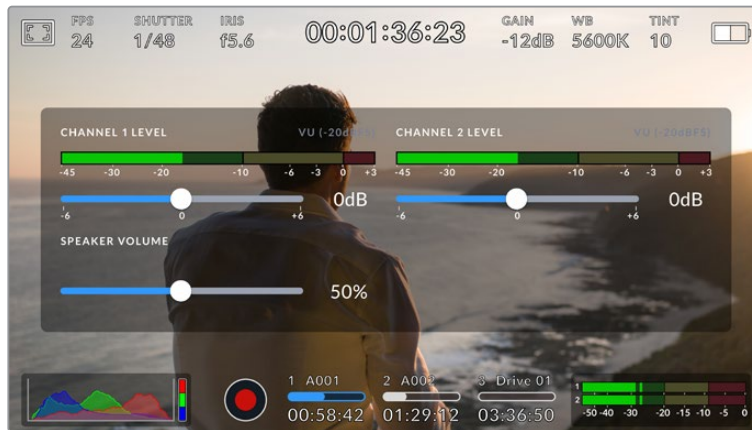 FPS SHUTTER IRIS 00:01:36:23 GAIN WB TINT
24 1/48 f5.6 -12dB 5600K 10
CHANNEL 1 LEVEL VU (-20dBFS) CHANNEL 2 LEVEL VU (-20dBFS)
-45 -30 -20 -10 -6 -3 0 +3 -45 -30 -20 -10 -6 -3 0 +3
0dB 0dB
-6 0 +6 -6 0 +6
SPEAKER VOLUME
50%
1 A001 2 A002 3 Drive 01
00:58:42 01:29:12 03:36:50
1
2
-50 -40 -30 -20 -15 -10 -5 0